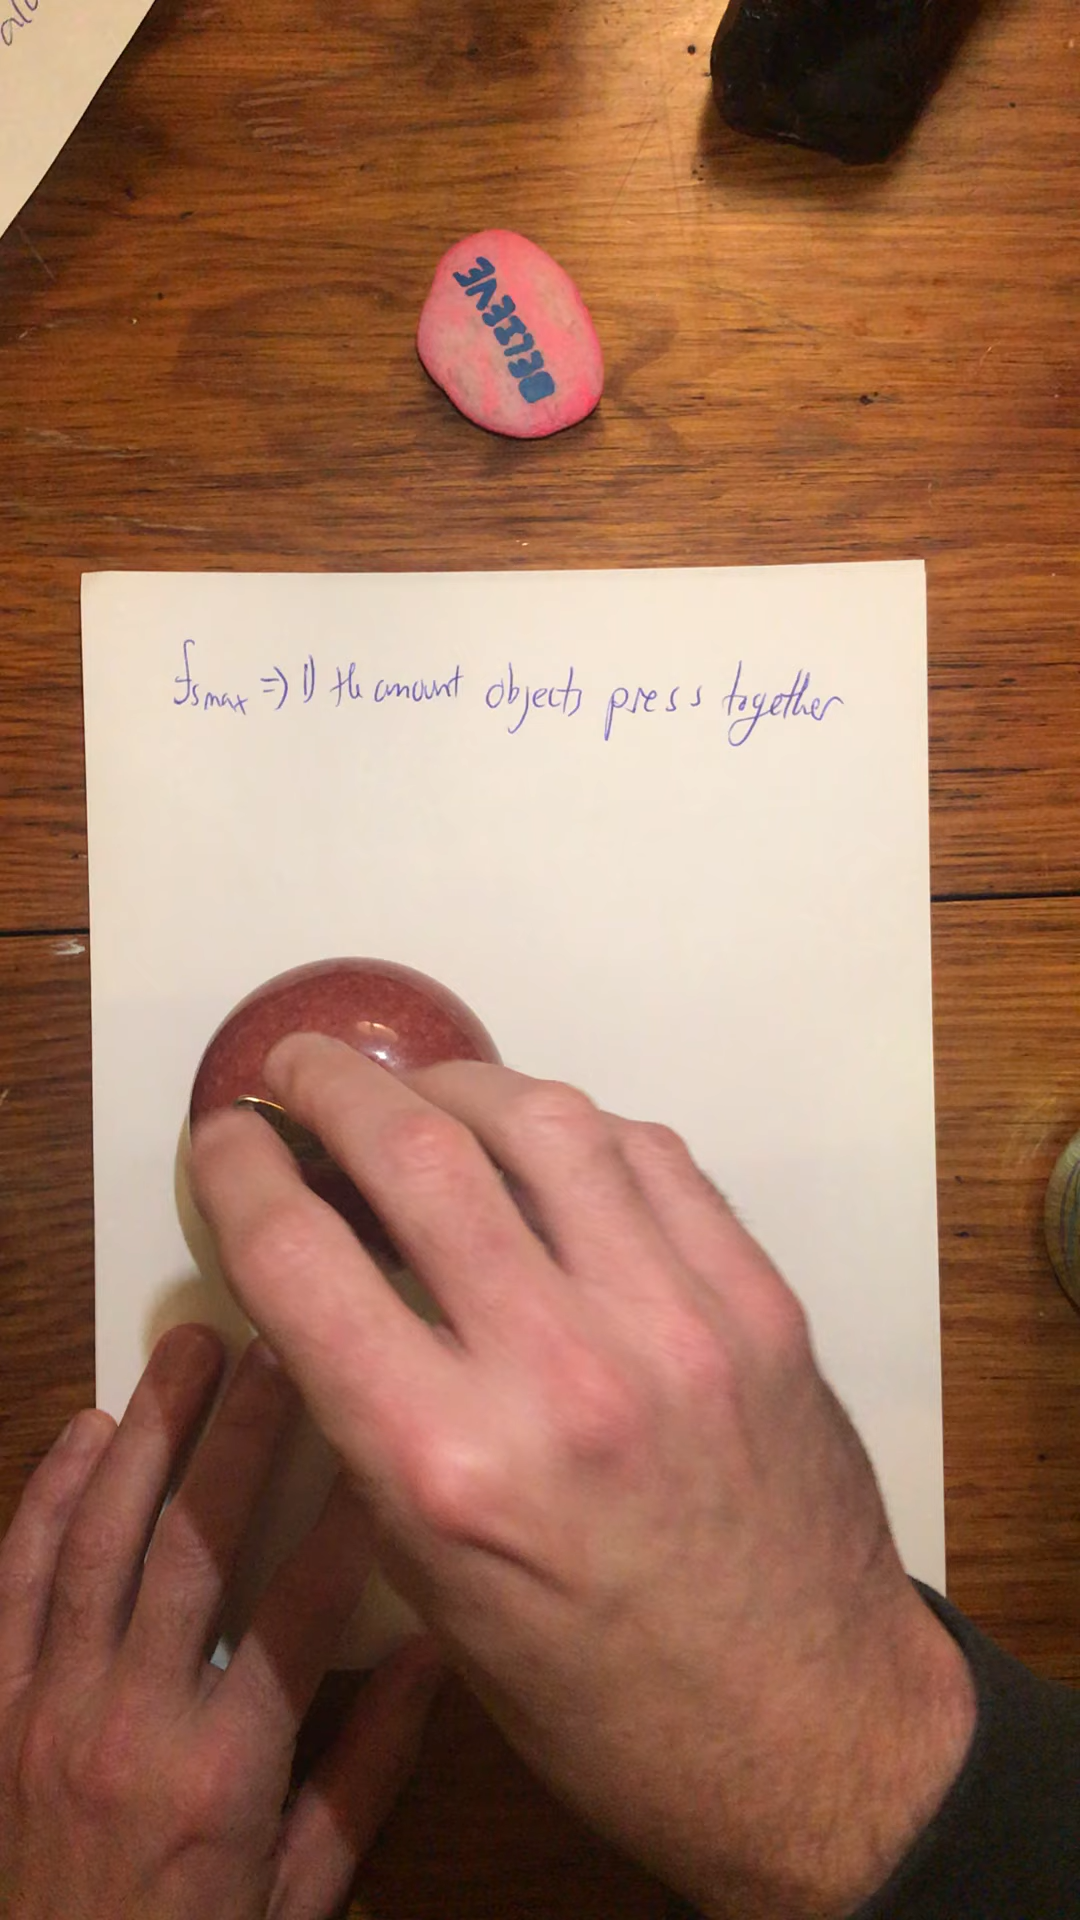 BELIEVE
fsmax => 1) the amount objects press together